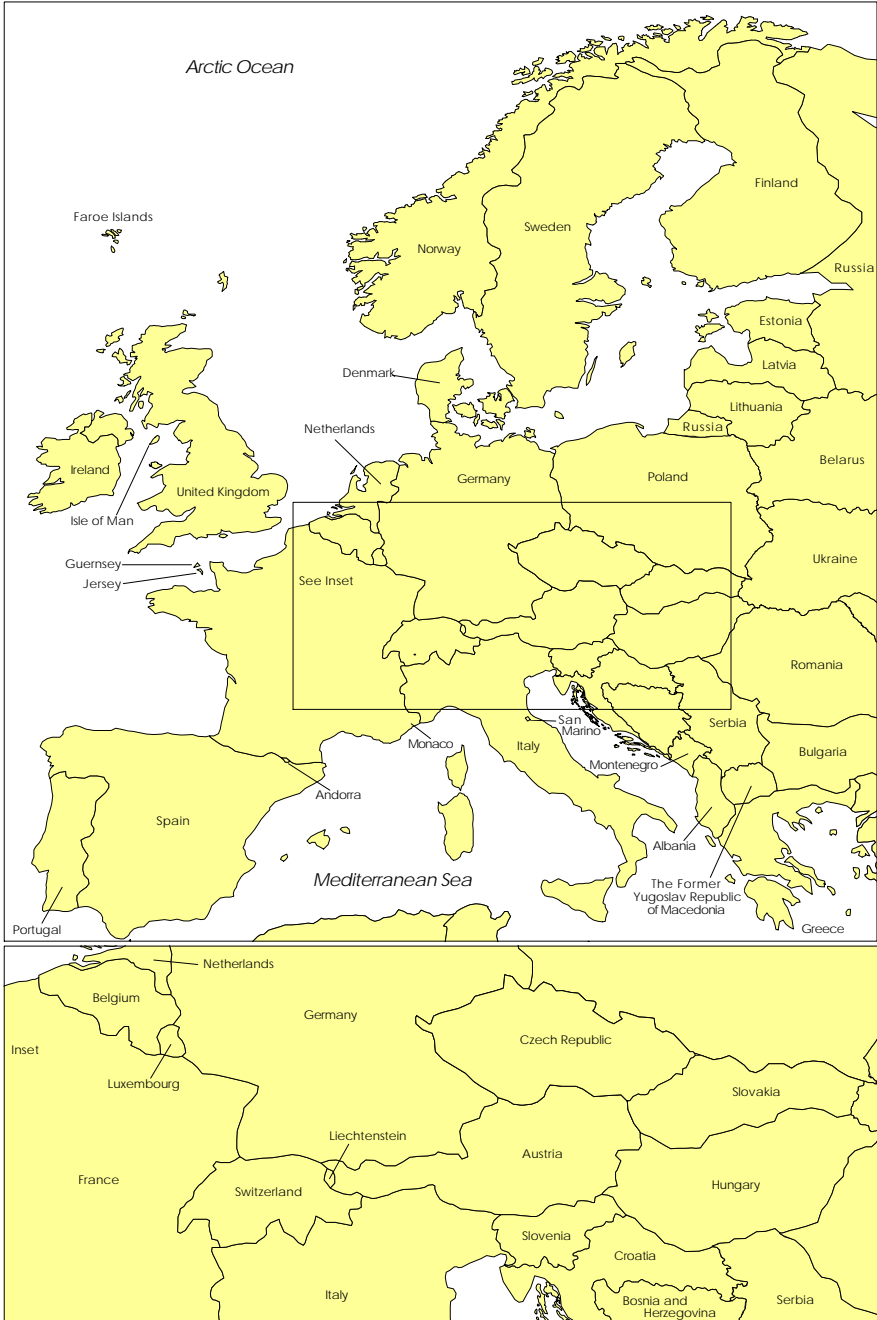 Arctic Ocean
Finland
Faroe Islands
Sweden
Norway
Russia
Estonia
Latvia
Denmark
Lithuania
Netherlands
Russia
Belarus
Ireland
Germany
Poland
United Kingdom
Isle of Man
Guernsey
Jersey
See Inset
Ukraine
Romania
San
Marino
Serbia
Monaco
Italy
Bulgaria
Montenegro
Andorra
Spain
Albania
Mediterranean Sea
The Former
Yugoslav Republic
of Macedonia
Portugal
Greece
Netherlands
Belgium
Germany
Czech Republic
Inset
Luxembourg
Slovakia
Liechtenstein
Austria
France
Switzerland
Hungary
Slovenia
Croatia
Italy
Bosnia and
Herzegovina
Serbia